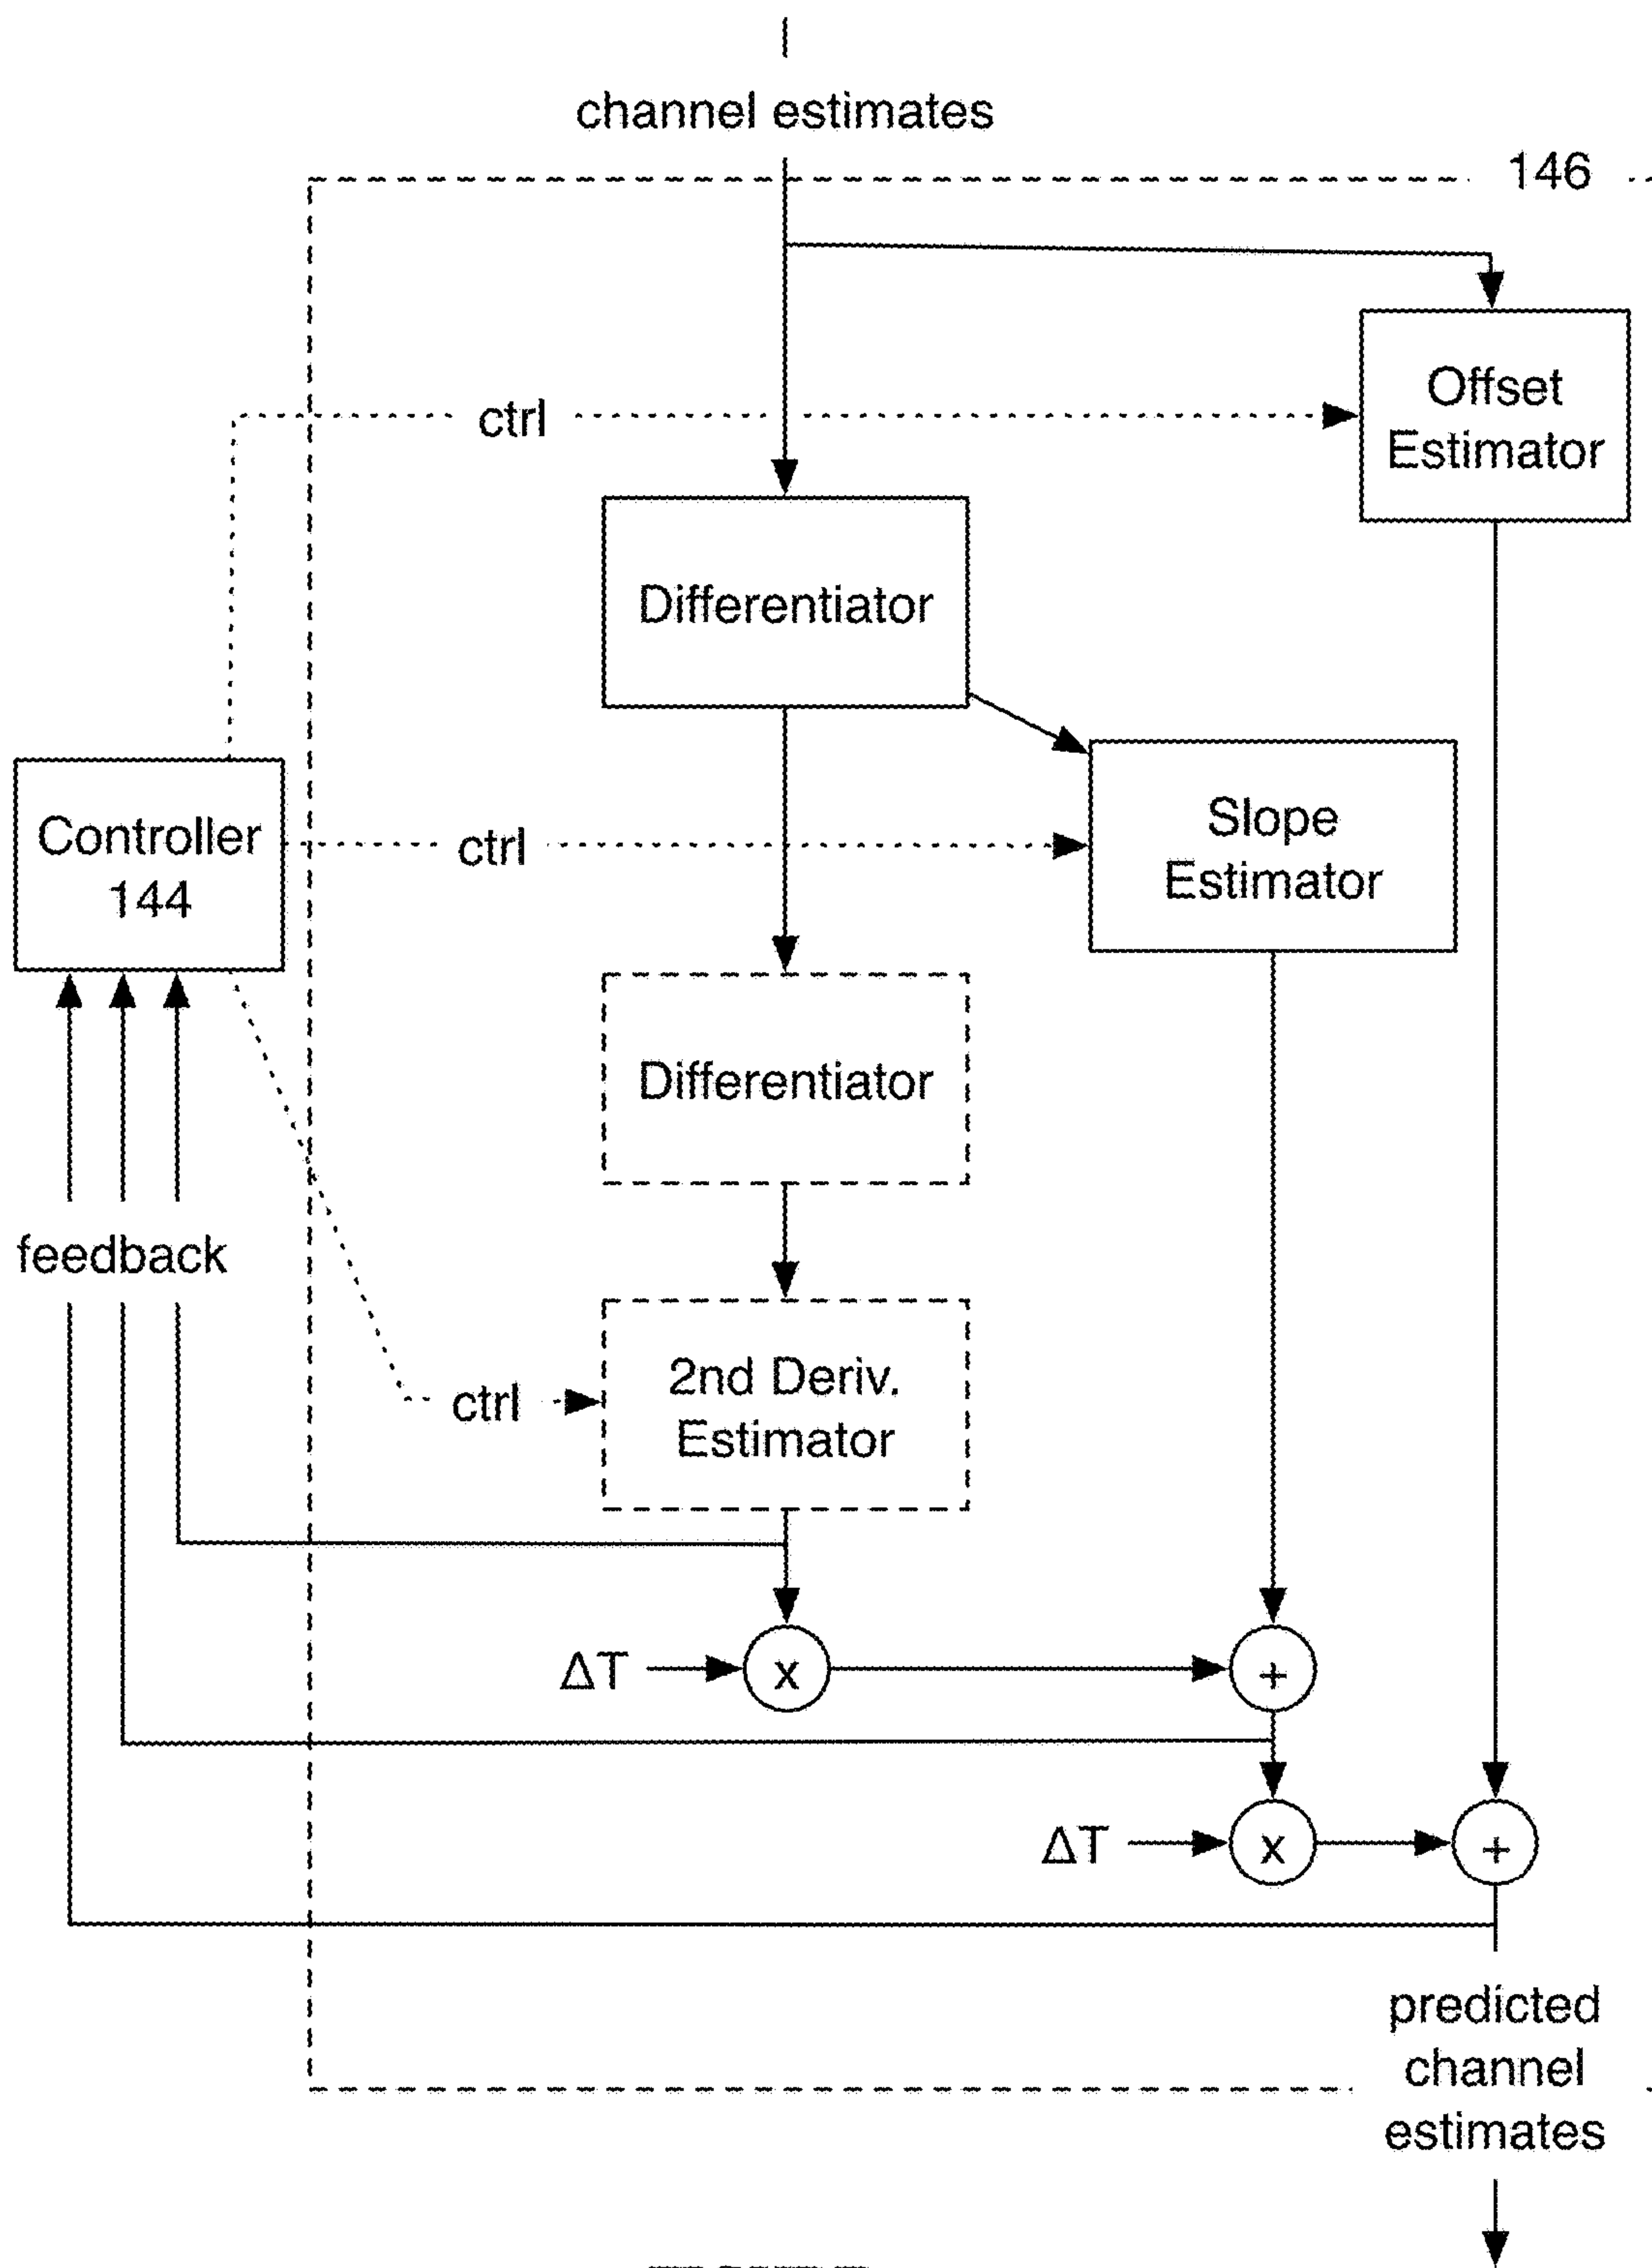 channel estimates
146
Offset
Estimator
ctrl
Differentiator
Slope
Estimator
Controller
144
ctrl
Differentiator
feedback
2nd Deriv.
Estimator
ctrl
ΔT
x
+
ΔT
x
+
predicted
channel
estimates